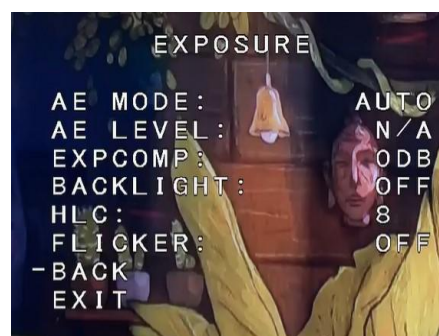 EXPOSURE
AE MODE: AUTO
AE LEVEL: N/A
EXPCOMP: 0DB
BACKLIGHT: OFF
HLC: 8
FLICKER: OFF
-BACK
EXIT